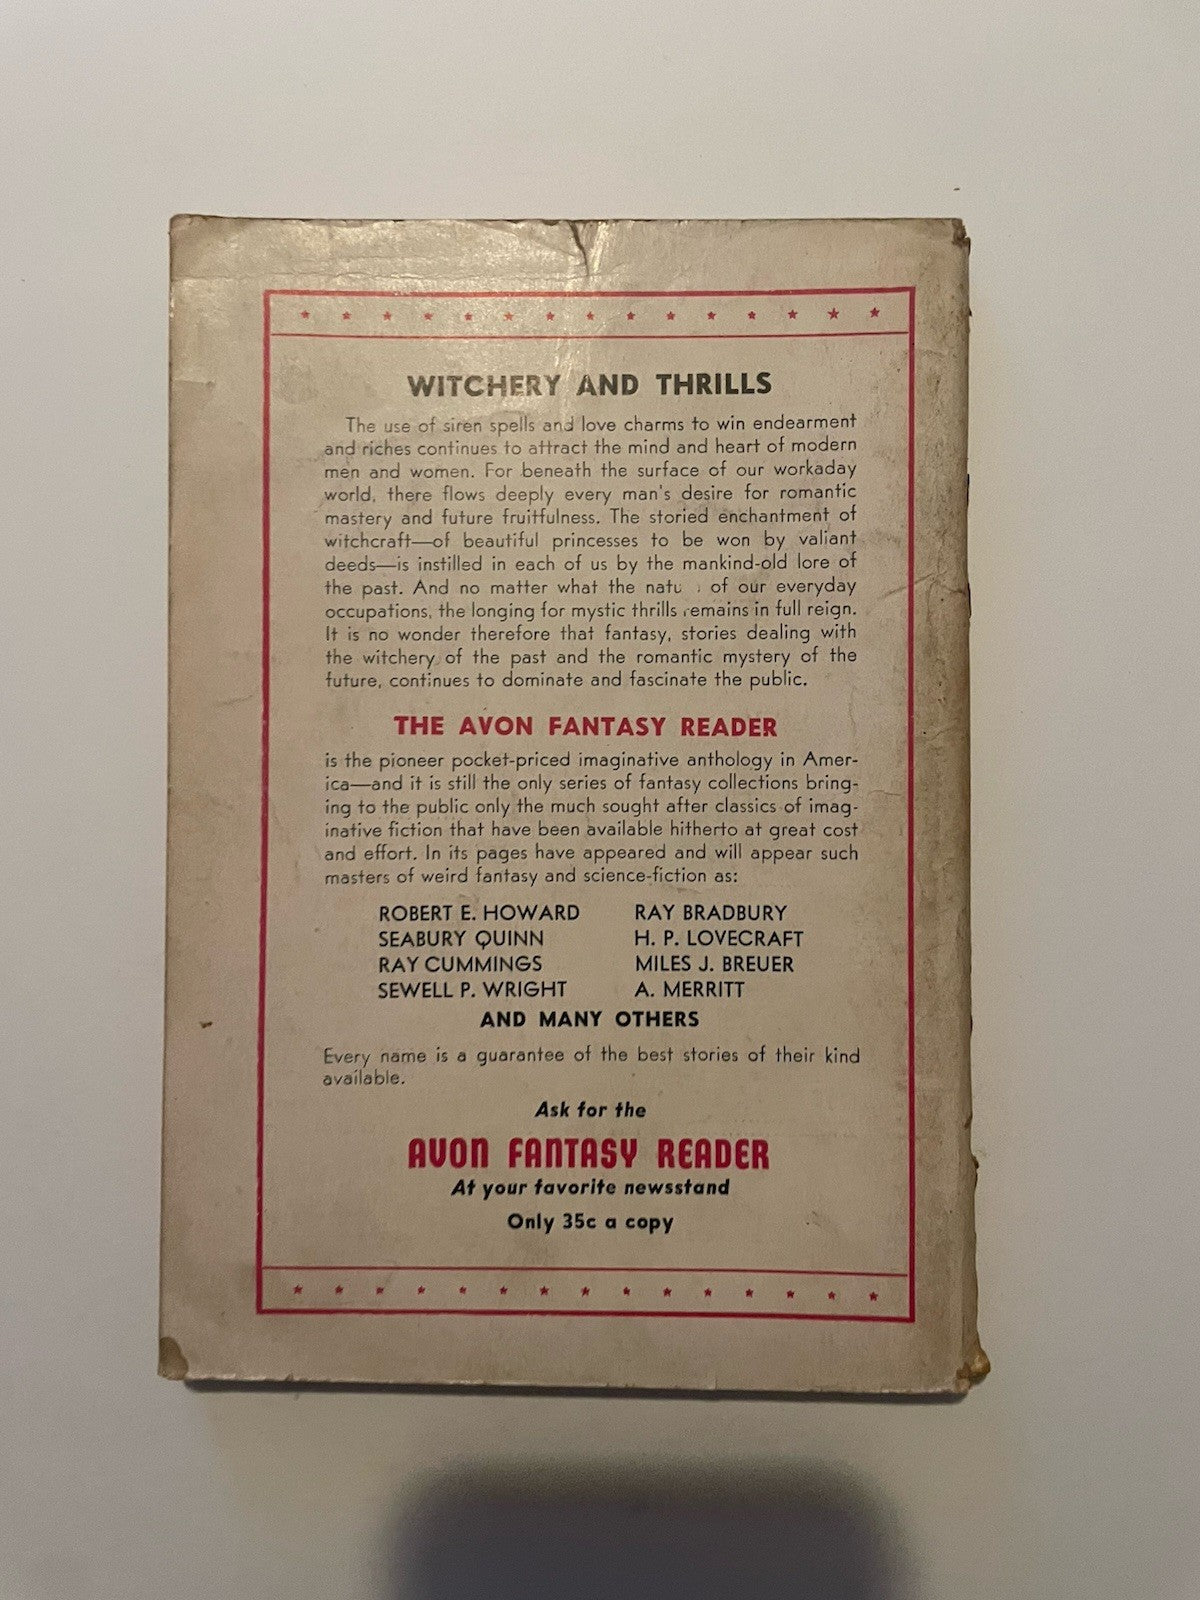 WITCHERY AND THRILLS
The use of siren spells and love charms to win endearment
and riches continues to attract the mind and heart of modern
men and women. For beneath the surface of our workaday
world, there flows deeply every man's desire for romantic
mastery and future fruitfulness. The storied enchantment of
witchcraft—of beautiful princesses to be won by valiant
deeds—is instilled in each of us by the mankind-old lore of
the past. And no matter what the natu of our everyday
occupations, the longing for mystic thrills remains in full reign.
It is no wonder therefore that fantasy, stories dealing with
the witchery of the past and the romantic mystery of the
future, continues to dominate and fascinate the public.
THE AVON FANTASY READER
is the pioneer pocket-priced imaginative anthology in Amer-
ica—and it is still the only series of fantasy collections bring-
ing to the public only the much sought after classics of imag-
inative fiction that have been available hitherto at great cost
and effort. In its pages have appeared and will appear such
masters of weird fantasy and science-fiction as:
ROBERT E. HOWARD RAY BRADBURY
SEABURY QUINN H. P. LOVECRAFT
RAY CUMMINGS MILES J. BREUER
SEWELL P. WRIGHT A. MERRITT
AND MANY OTHERS
Every name is a guarantee of the best stories of their kind
available.
Ask for the
AVON FANTASY READER
At your favorite newsstand
Only 35c a copy